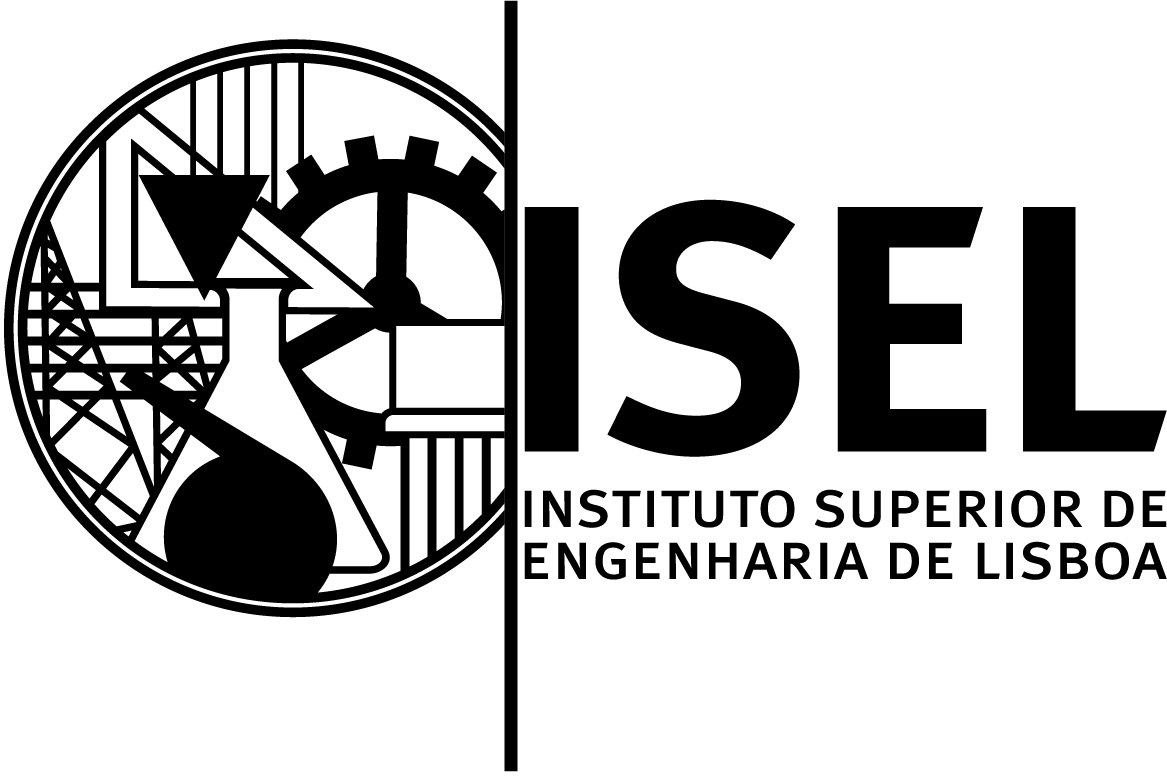 ISEL
INSTITUTO SUPERIOR DE
ENGENHARIA DE LISBOA